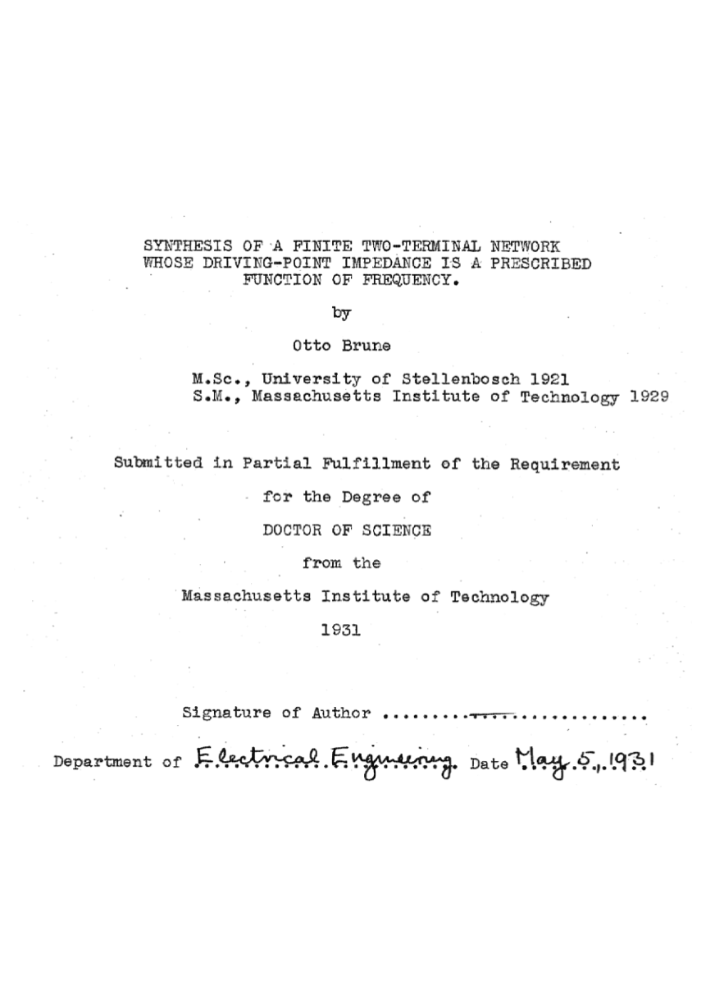 SYNTHESIS OF A FINITE TWO-TERMINAL NETWORK
WHOSE DRIVING-POINT IMPEDANCE IS A PRESCRIBED
FUNCTION OF FREQUENCY.
by
Otto Brune
M.Sc., University of Stellenbosch 1921
S.M., Massachusetts Institute of Technology 1929
Submitted in Partial Fulfillment of the Requirement
for the Degree of
DOCTOR OF SCIENCE
from the
Massachusetts Institute of Technology
1931
Signature of Author ..............................
Department of Electrical Engineering. Date May 5, 1931